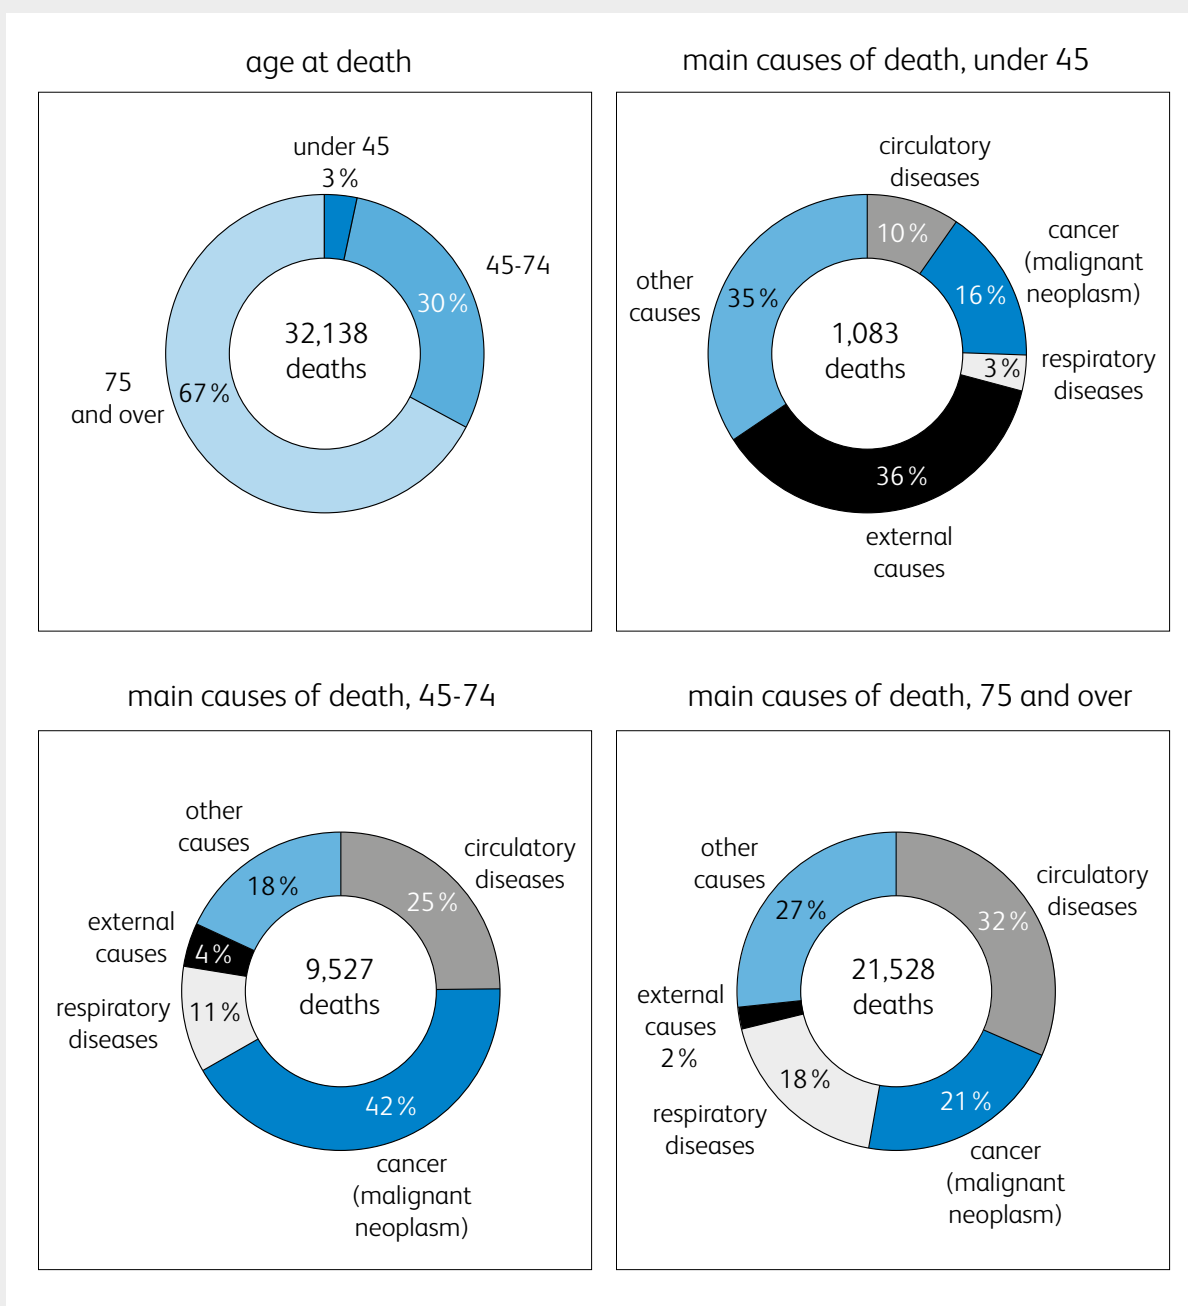 age at death
under 45
3%
45-74
30%
32,138
deaths
75
and over
67%
main causes of death, under 45
circulatory
diseases
10%
cancer
(malignant
neoplasm)
16%
other
causes
35%
1,083
deaths
respiratory
diseases
3%
36%
external
causes
main causes of death, 45-74
other
causes
18%
circulatory
diseases
25%
external
causes
4%
9,527
deaths
respiratory
diseases
11%
42%
cancer
(malignant
neoplasm)
main causes of death, 75 and over
other
causes
27%
circulatory
diseases
32%
21,528
deaths
external
causes
2%
18%
respiratory
diseases
21%
cancer
(malignant
neoplasm)